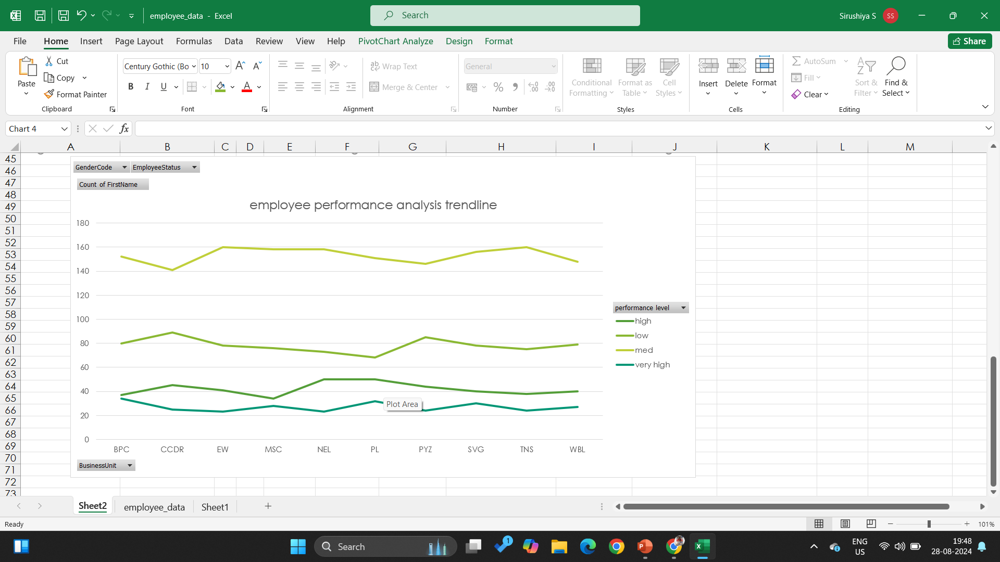 employee_data - Excel
Search
Sirushiya S
SS
File Home Insert Page Layout Formulas Data Review View Help PivotChart Analyze Design Format
Share
Paste
Cut
Copy
Format Painter
Clipboard
Century Gothic (Bo
10
B I U
Font
Wrap Text
Merge & Center
Alignment
General
Number
Conditional Formatting
Format as Table
Cell Styles
Styles
Insert
Delete
Format
Cells
AutoSum
Fill
Clear
Sort & Filter
Find & Select
Editing
Chart 4
fx
A B C D E F G H I J K L M
45
46
47
48
49
50
51
52
53
54
55
56
57
58
59
60
61
62
63
64
65
66
67
68
69
70
71
72
73
GenderCode EmployeeStatus
Count of FirstName
employee performance analysis trendline
180
160
140
120
100
80
60
40
20
0
BPC CCDR EW MSC NEL PL PYZ SVG TNS WBL
Plot Area
performance level
high
low
med
very high
BusinessUnit
Sheet2 employee_data Sheet1
Ready
101%
Search
1
ENG
US
19:48
28-08-2024